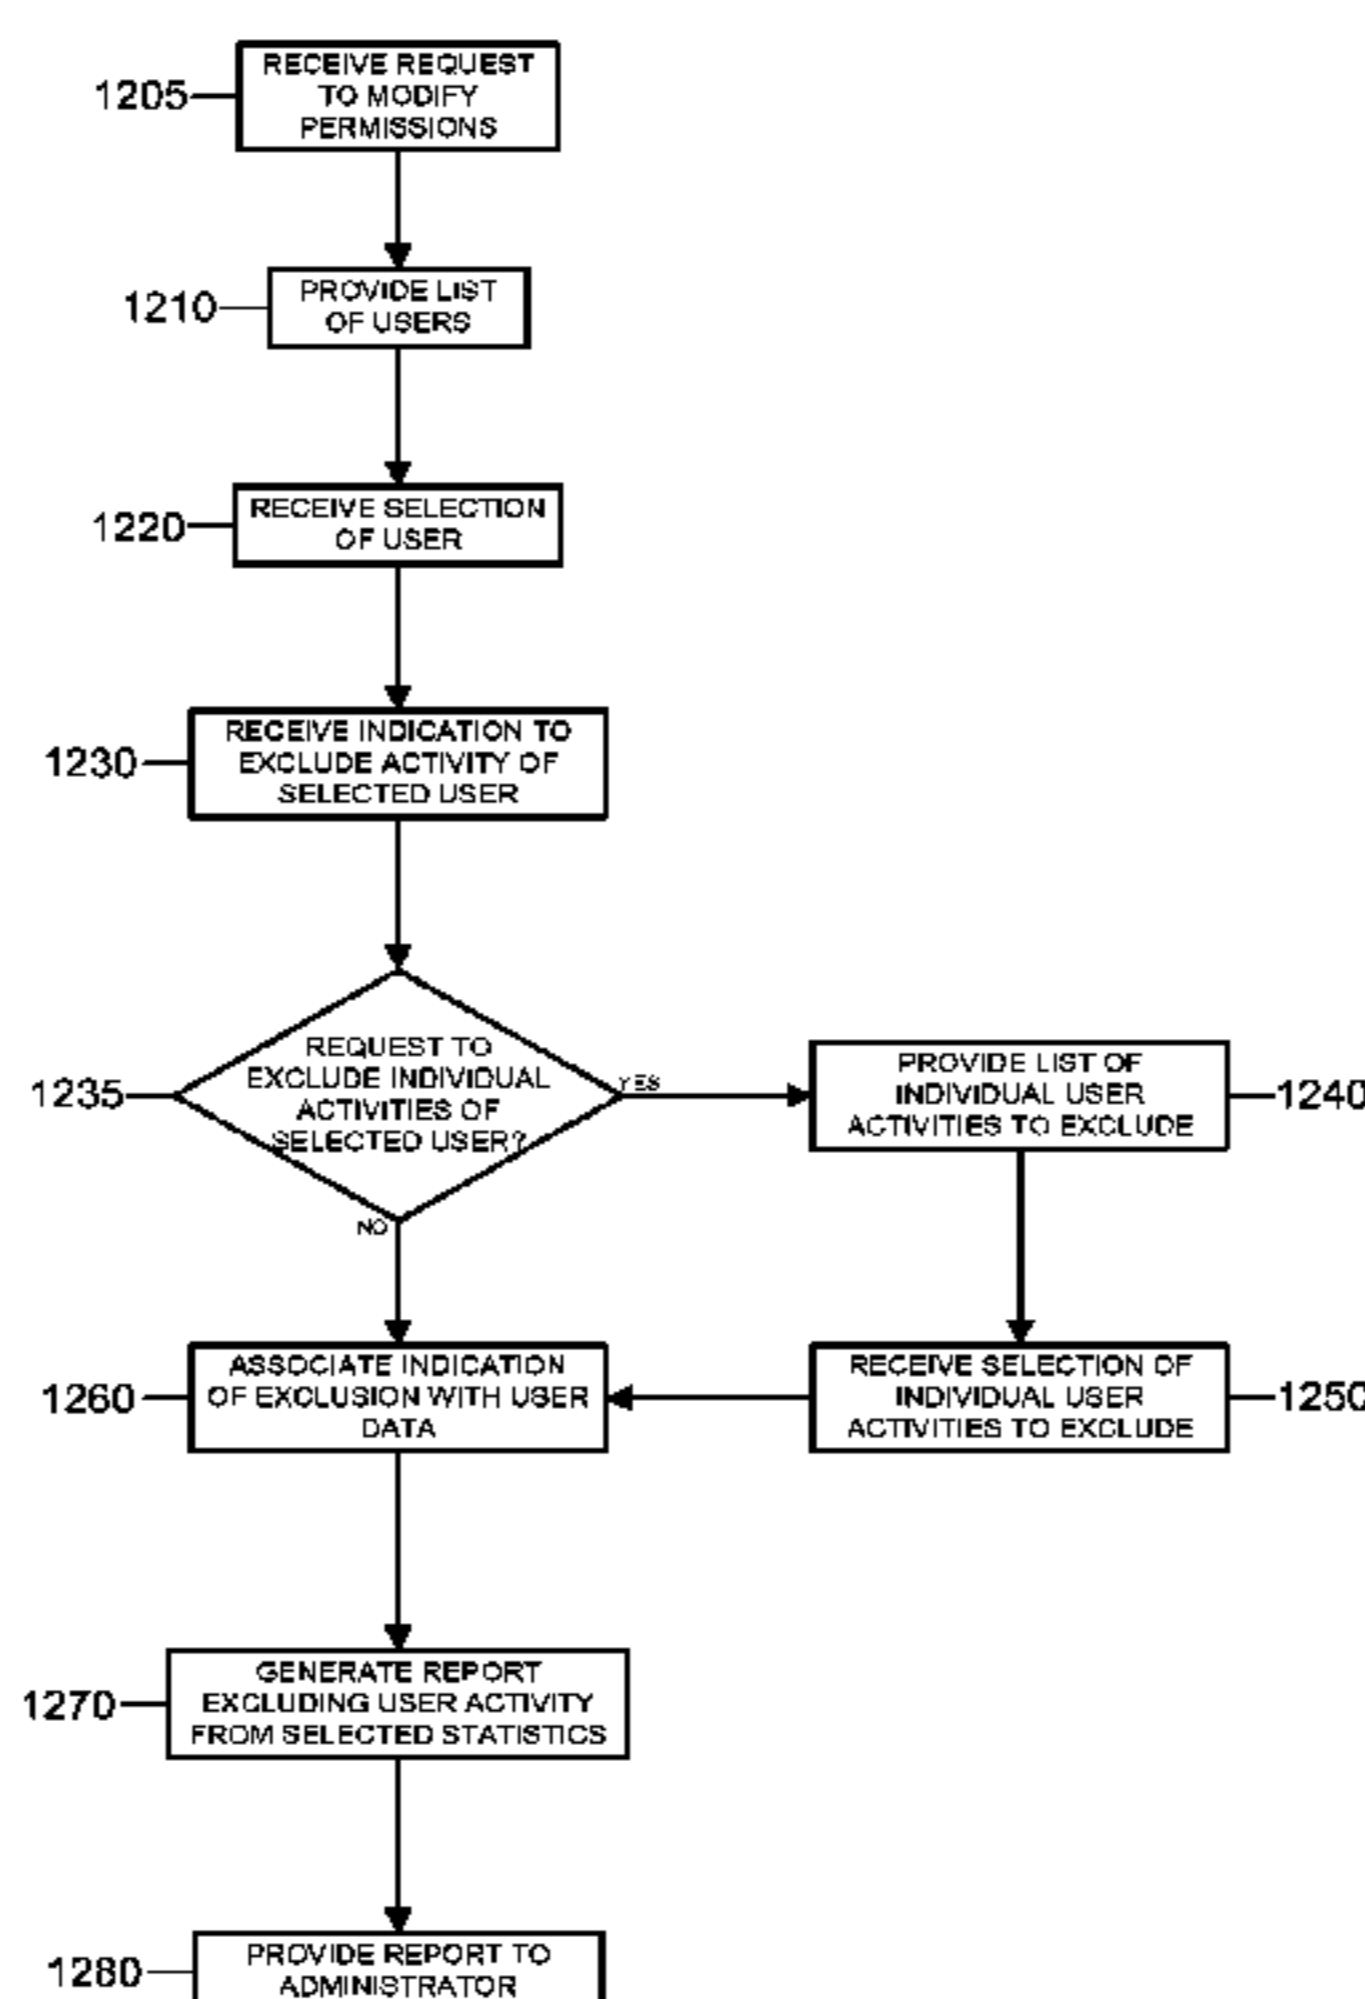 RECEIVE REQUEST
TO MODIFY
PERMISSIONS
1205
PROVIDE LIST
OF USERS
1210
RECEIVE SELECTION
OF USER
1220
RECEIVE INDICATION TO
EXCLUDE ACTIVITY OF
SELECTED USER
1230
REQUEST TO
EXCLUDE INDIVIDUAL
ACTIVITIES OF
SELECTED USER?
1235
YES
NO
PROVIDE LIST OF
INDIVIDUAL USER
ACTIVITIES TO EXCLUDE
1240
ASSOCIATE INDICATION
OF EXCLUSION WITH USER
DATA
1260
RECEIVE SELECTION OF
INDIVIDUAL USER
ACTIVITIES TO EXCLUDE
1250
GENERATE REPORT
EXCLUDING USER ACTIVITY
FROM SELECTED STATISTICS
1270
PROVIDE REPORT TO
ADMINISTRATOR
1280